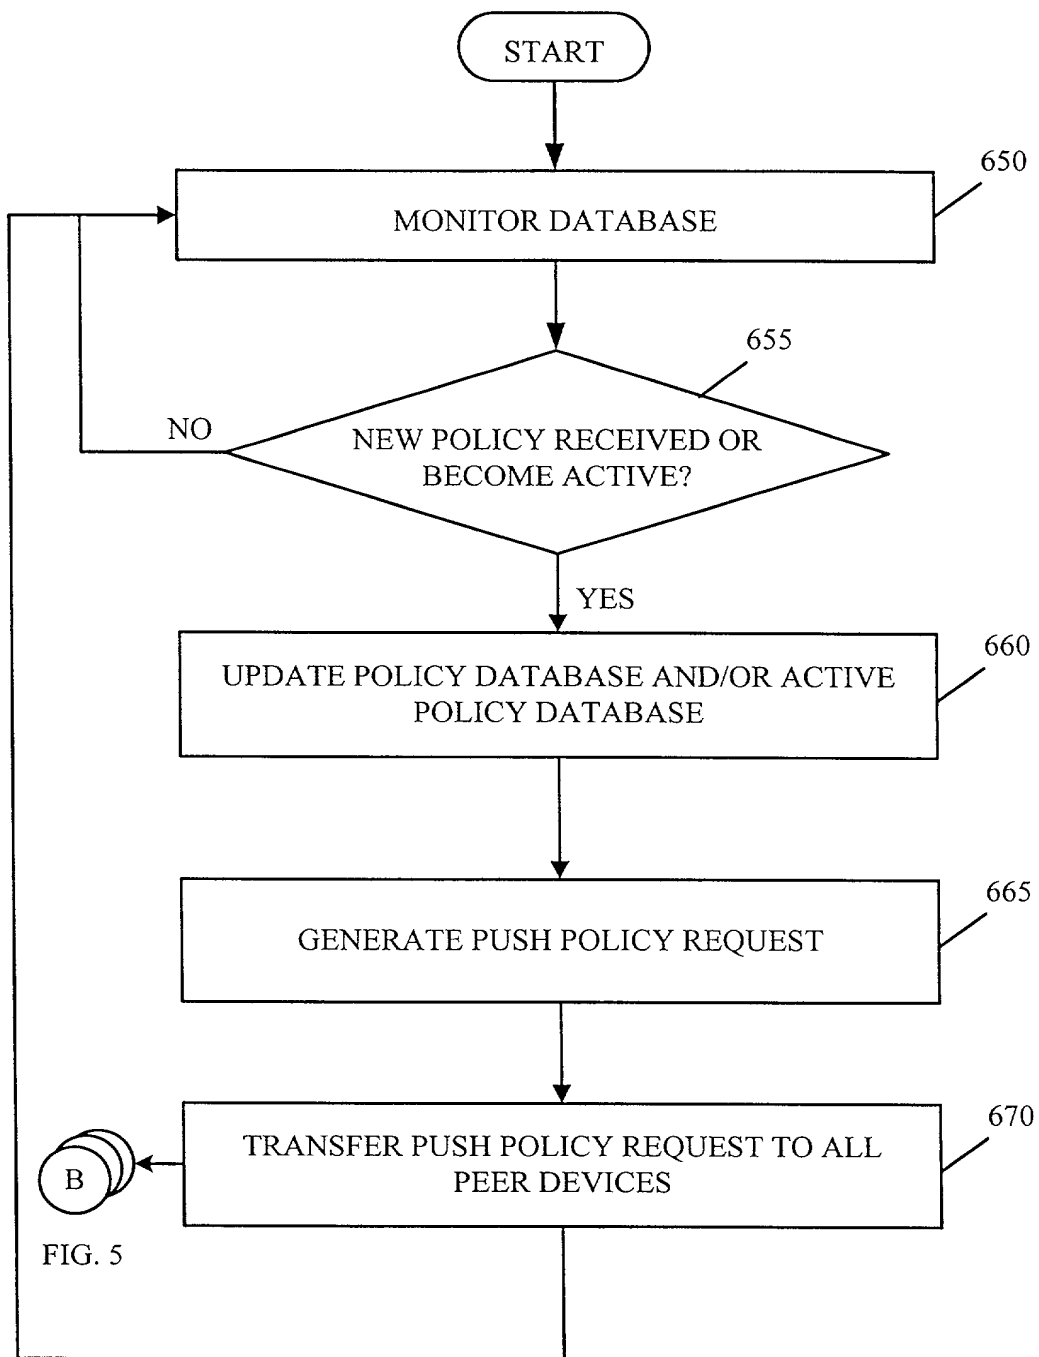 START
650
MONITOR DATABASE
655
NO
NEW POLICY RECEIVED OR
BECOME ACTIVE?
YES
660
UPDATE POLICY DATABASE AND/OR ACTIVE
POLICY DATABASE
665
GENERATE PUSH POLICY REQUEST
670
TRANSFER PUSH POLICY REQUEST TO ALL
PEER DEVICES
B
FIG. 5